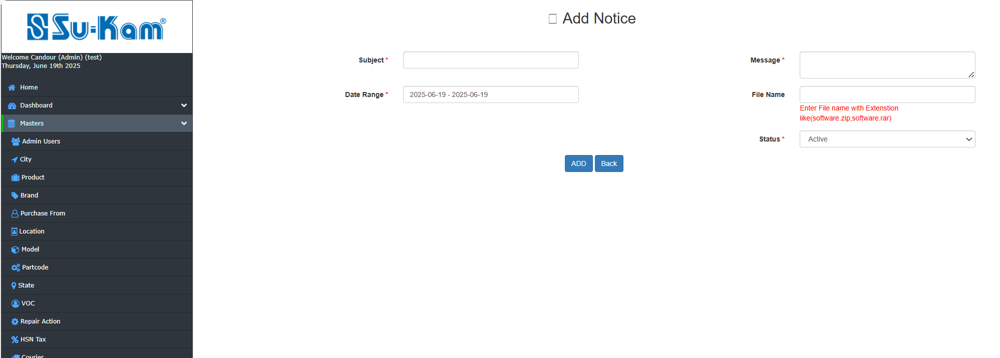 Su-Kam®
Welcome Candour (Admin) (test)
Thursday, June 19th 2025
Home
Dashboard
Masters
Admin Users
City
Product
Brand
Purchase From
Location
Model
Partcode
State
VOC
Repair Action
HSN Tax
Courier
Add Notice
Subject *
Message *
Date Range * 2025-06-19 - 2025-06-19
File Name
Enter File name with Extenstion
like(software.zip,software.rar)
Status * Active
ADD Back